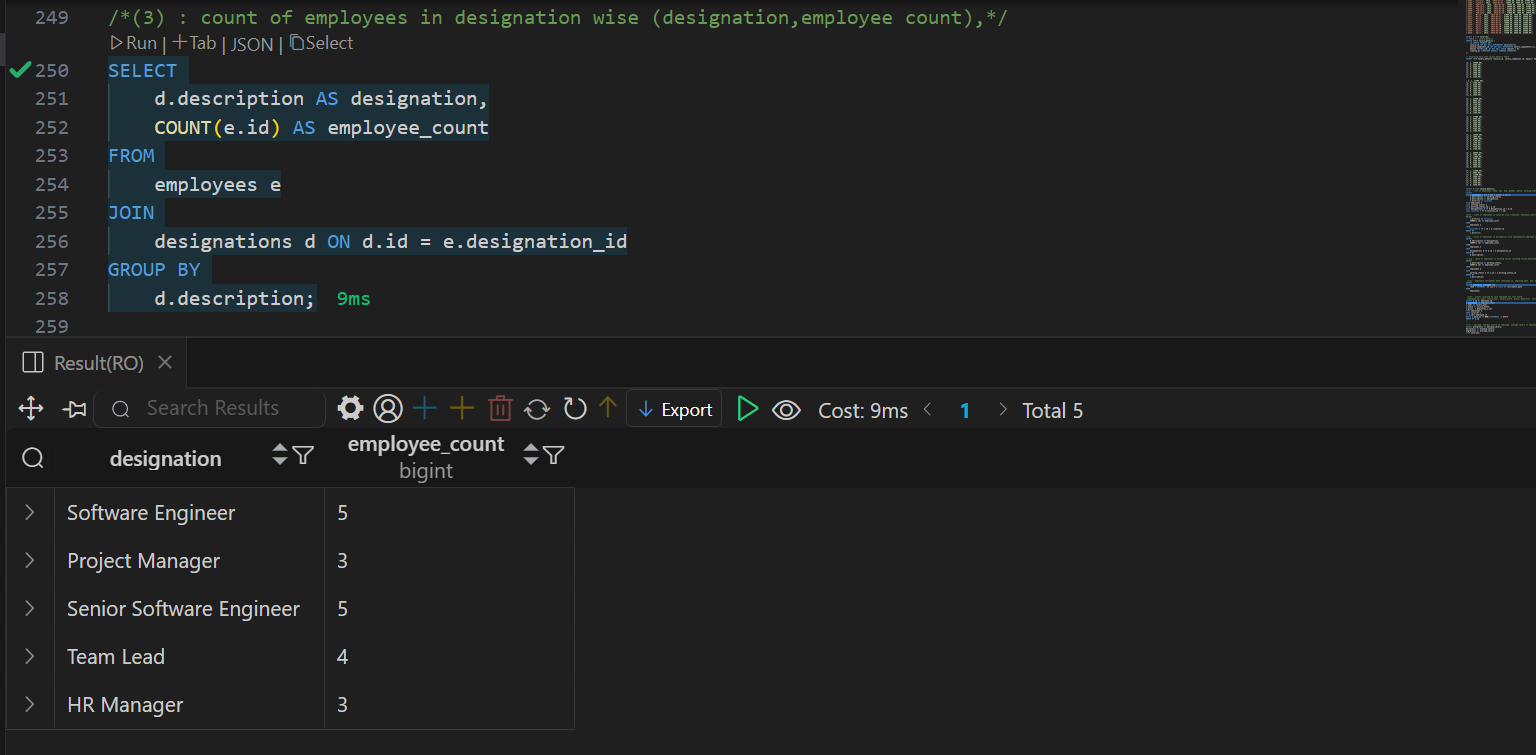 249 /*(3) : count of employees in designation wise (designation,employee count),*/
Run | Tab | JSON | Select
250 SELECT
251 d.description AS designation,
252 COUNT(e.id) AS employee_count
253 FROM
254 employees e
255 JOIN
256 designations d ON d.id = e.designation_id
257 GROUP BY
258 d.description; 9ms
259
Result(RO)
Search Results Export Cost: 9ms 1 Total 5
designation employee_count
bigint
Software Engineer 5
Project Manager 3
Senior Software Engineer 5
Team Lead 4
HR Manager 3